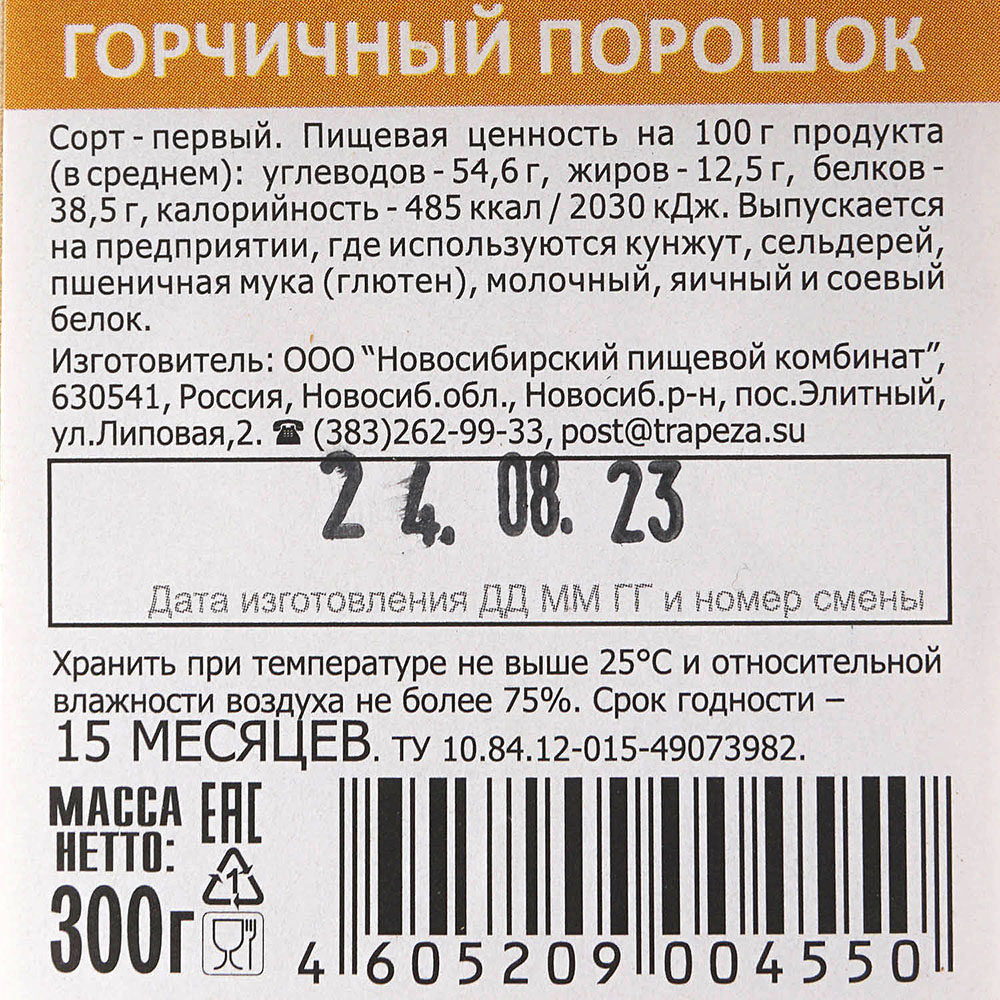 ГОРЧИЧНЫЙ ПОРОШОК
Сорт - первый. Пищевая ценность на 100 г продукта
(в среднем): углеводов - 54,6 г, жиров - 12,5 г, белков -
38,5 г, калорийность - 485 ккал / 2030 кДж. Выпускается
на предприятии, где используются кунжут, сельдерей,
пшеничная мука (глютен), молочный, яичный и соевый
белок.
Изготовитель: ООО "Новосибирский пищевой комбинат",
630541, Россия, Новосиб.обл., Новосиб.р-н, пос.Элитный,
ул.Липовая,2. ☎ (383)262-99-33, post@trapeza.su
24. 08. 23
Дата изготовления ДД ММ ГГ и номер смены
Хранить при температуре не выше 25°C и относительной
влажности воздуха не более 75%. Срок годности –
15 МЕСЯЦЕВ. ТУ 10.84.12-015-49073982.
МАССА
НЕТТО:
300г
EAC
1
4 605209 004550